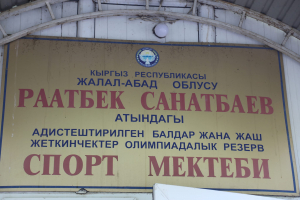 КЫРГЫЗ РЕСПУБЛИКАСЫ
ЖАЛАЛ-АБАД ОБЛУСУ
РААТБЕК САНАТБАЕВ
АТЫНДАГЫ
АДИСТЕШТИРИЛГЕН БАЛДАР ЖАНА ЖАШ
ЖЕТКИНЧЕКТЕР ОЛИМПИАДАЛЫК РЕЗЕРВ
СПОРТ МЕКТЕБИ